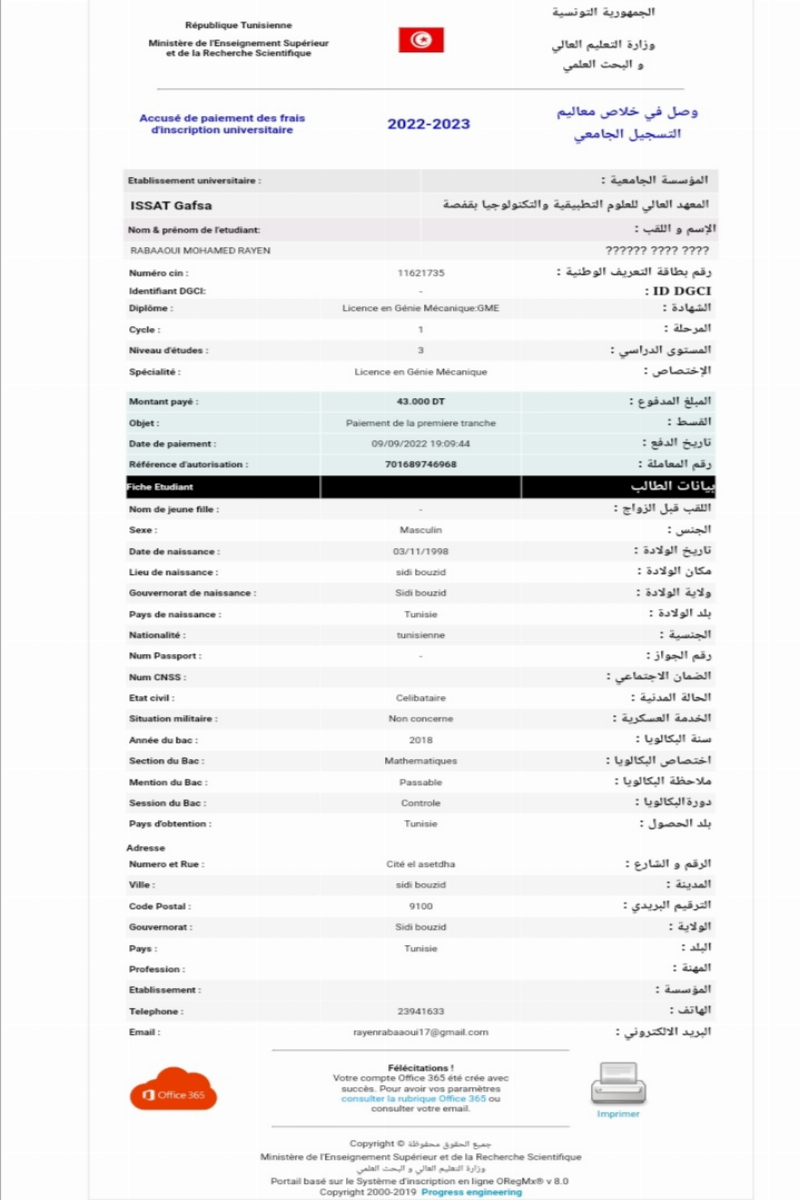 République Tunisienne
Ministère de l'Enseignement Supérieur
et de la Recherche Scientifique
الجمهورية التونسية
وزارة التعليم العالي
و البحث العلمي
Accusé de paiement des frais
d'inscription universitaire
2022-2023
وصل في خلاص معاليم
التسجيل الجامعي
Etablissement universitaire : المؤسسة الجامعية :
ISSAT Gafsa المعهد العالي للعلوم التطبيقية والتكنولوجيا بقفصة
Nom & prénom de l'etudiant: الإسم و اللقب :
RABAAOUI MOHAMED RAYEN ?????? ???? ????
Numéro cin : 11621735 رقم بطاقة التعريف الوطنية :
Identifiant DGCI: - ID DGCI :
Diplôme : Licence en Génie Mécanique:GME الشهادة :
Cycle : 1 المرحلة :
Niveau d'études : 3 المستوى الدراسي :
Spécialité : Licence en Génie Mécanique الإختصاص :
Montant payé : 43.000 DT المبلغ المدفوع :
Objet : Paiement de la premiere tranche القسط :
Date de paiement : 09/09/2022 19:09:44 تاريخ الدفع :
Référence d'autorisation : 701689746968 رقم المعاملة :
Fiche Etudiant بيانات الطالب
Nom de jeune fille : - اللقب قبل الزواج :
Sexe : Masculin الجنس :
Date de naissance : 03/11/1998 تاريخ الولادة :
Lieu de naissance : sidi bouzid مكان الولادة :
Gouvernorat de naissance : Sidi bouzid ولاية الولادة :
Pays de naissance : Tunisie بلد الولادة :
Nationalité : tunisienne الجنسية :
Num Passport : - رقم الجواز :
Num CNSS : الضمان الاجتماعي :
Etat civil : Celibataire الحالة المدنية :
Situation militaire : Non concerne الخدمة العسكرية :
Année du bac : 2018 سنة البكالويا :
Section du Bac : Mathematiques اختصاص البكالويا :
Mention du Bac : Passable ملاحظة البكالويا :
Session du Bac : Controle دورةالبكالويا :
Pays d'obtention : Tunisie بلد الحصول :
Adresse
Numero et Rue : Cité el asetdha الرقم و الشارع :
Ville : sidi bouzid المدينة :
Code Postal : 9100 الترقيم البريدي :
Gouvernorat : Sidi bouzid الولاية :
Pays : Tunisie البلد :
Profession : المهنة :
Etablissement : المؤسسة :
Telephone : 23941633 الهاتف :
Email : rayenrabaaoui17@gmail.com البريد الالكتروني :
Office 365
Félécitations !
Votre compte Office 365 été crée avec
succès. Pour avoir vos paramètres
consulter la rubrique Office 365 ou
consulter votre email.
Imprimer
Copyright © جميع الحقوق محفوظة
Ministère de l'Enseignement Supérieur et de la Recherche Scientifique
وزارة التعليم العالي و البحث العلمي
Portail basé sur le Système d'inscription en ligne ORegMx® v 8.0
Copyright 2000-2019 Progress engineering